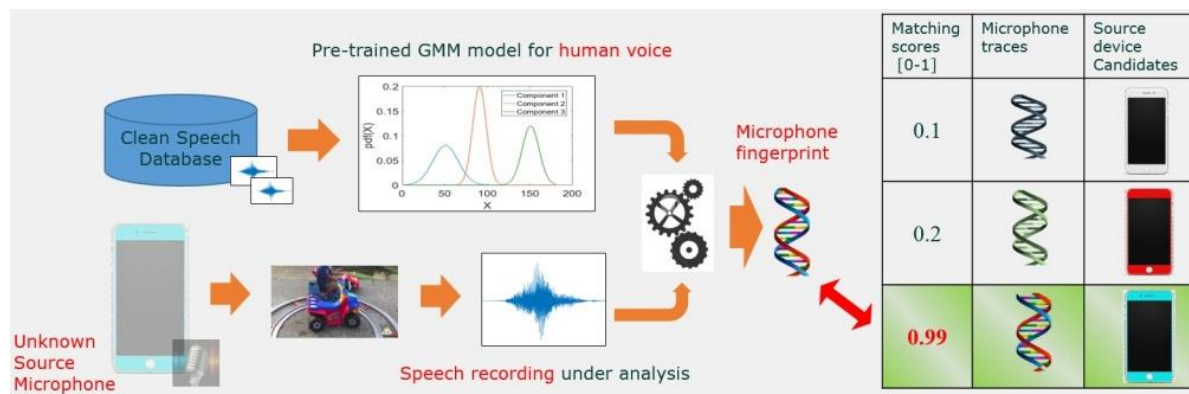 Pre-trained GMM model for human voice
Clean Speech
Database
0.2
0.15
0.1
0.05
0
0
50
100
150
200
pdf(X)
X
Component 1
Component 2
Component 3
Unknown
Source
Microphone
Speech recording under analysis
Microphone
fingerprint
Matching
scores
[0-1]
Microphone
traces
Source
device
Candidates
0.1
0.2
0.99